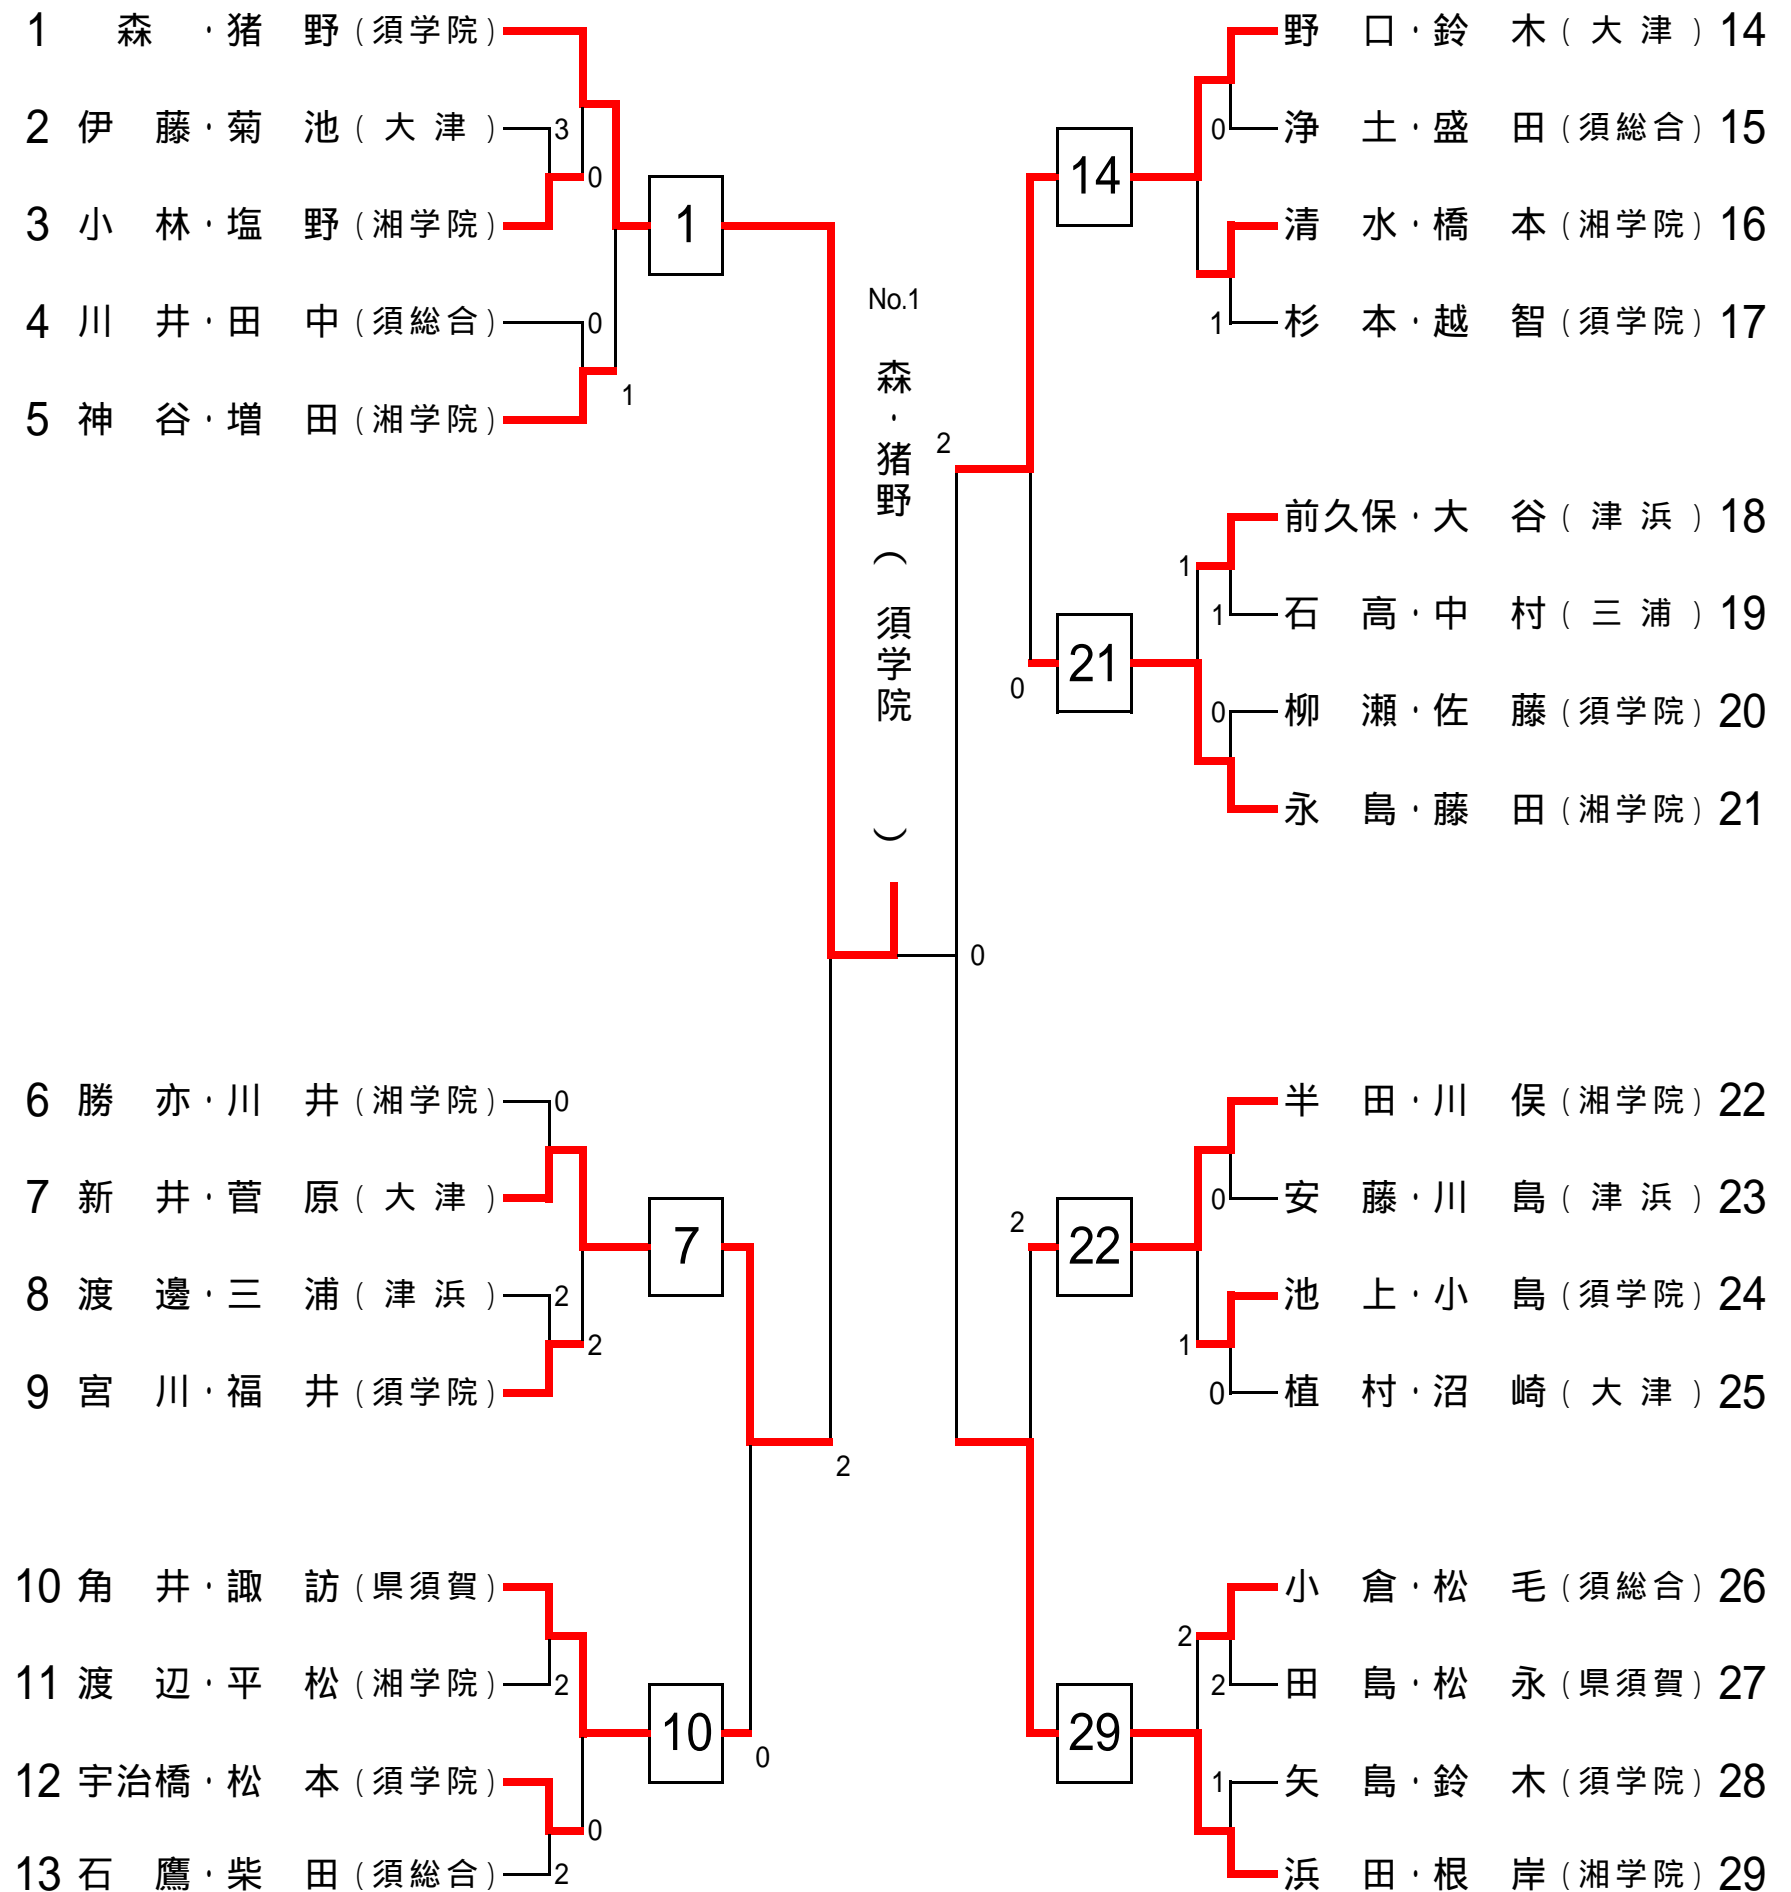 1 森・猪野(須学院)
2 伊藤・菊池(大津)
3
0
3 小林・塩野(湘学院)
1
4 川井・田中(須総合)
0
1
5 神谷・増田(湘学院)
6 勝亦・川井(湘学院)
0
7 新井・菅原(大津)
7
8 渡邊・三浦(津浜)
2
2
9 宮川・福井(須学院)
2
10 角井・諏訪(県須賀)
11 渡辺・平松(湘学院)
2
10
0
12 宇治橋・松本(須学院)
0
13 石鷹・柴田(須総合)
2
No.1
森・猪野(須学院)
2
0
野口・鈴木(大津) 14
0
浄土・盛田(須総合) 15
14
清水・橋本(湘学院) 16
1
杉本・越智(須学院) 17
前久保・大谷(津浜) 18
1
1
石高・中村(三浦) 19
21
0
0
柳瀬・佐藤(須学院) 20
永島・藤田(湘学院) 21
半田・川俣(湘学院) 22
0
安藤・川島(津浜) 23
2
22
池上・小島(須学院) 24
1
0
植村・沼崎(大津) 25
小倉・松毛(須総合) 26
2
2
田島・松永(県須賀) 27
29
1
矢島・鈴木(須学院) 28
浜田・根岸(湘学院) 29